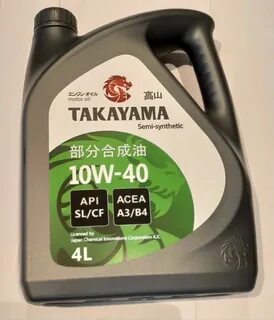 エンジン オイル
motor oil
高山
TAKAYAMA
Semi-synthetic
部分合成油
10W-40
API
SL/CF
ACEA
A3/B4
Licensed by
Japan Chemical Innovations Corporation K.K.
4L